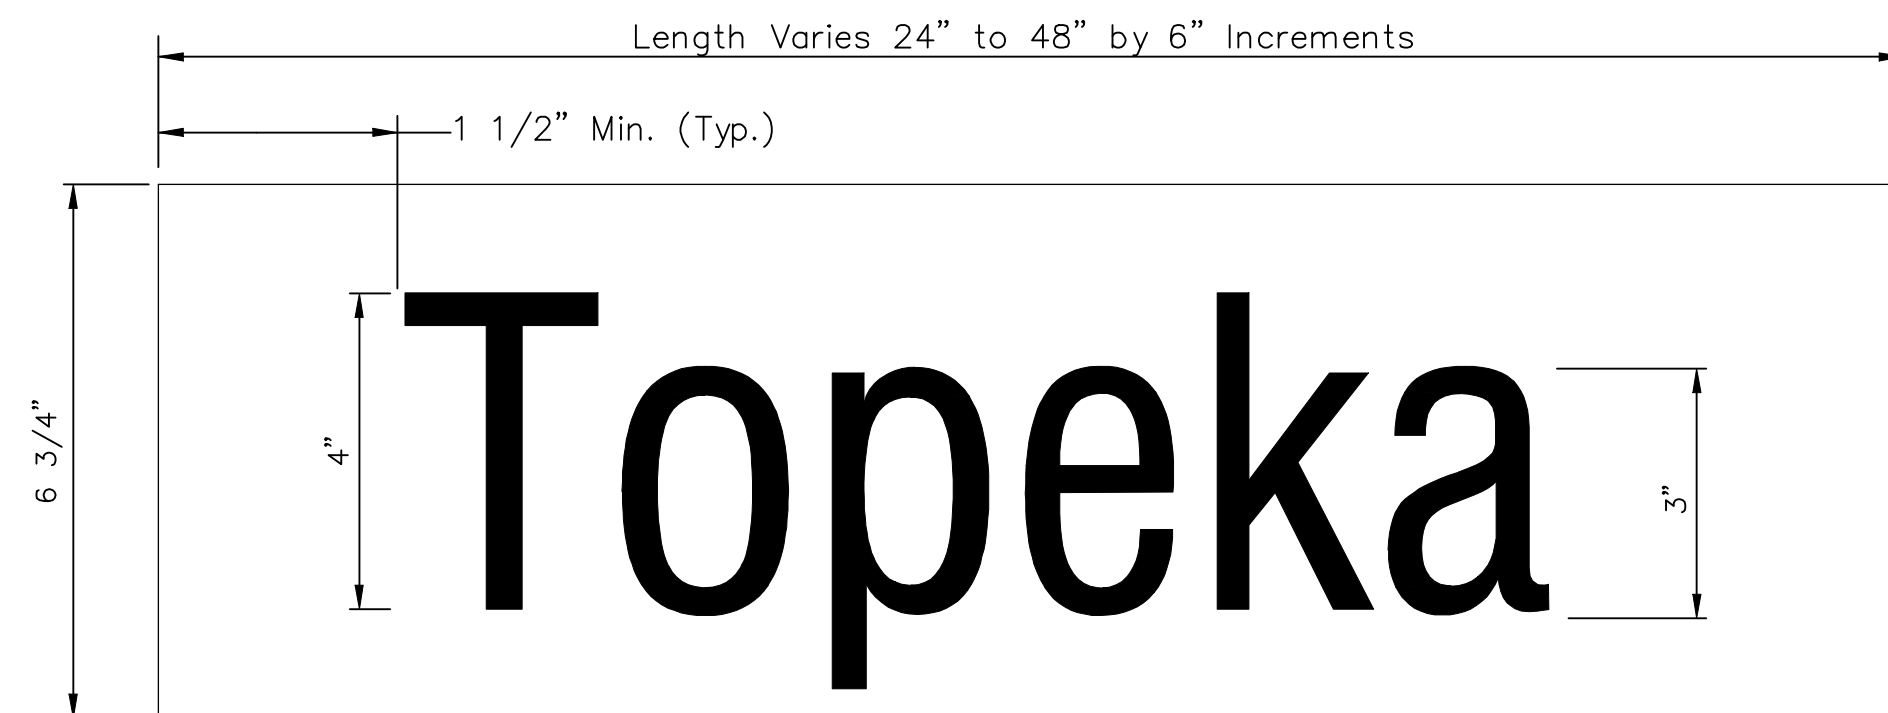 Length Varies 24” to 48” by 6” Increments
1 1/2” Min. (Typ.)
6 3/4”
4”
Topeka
3”